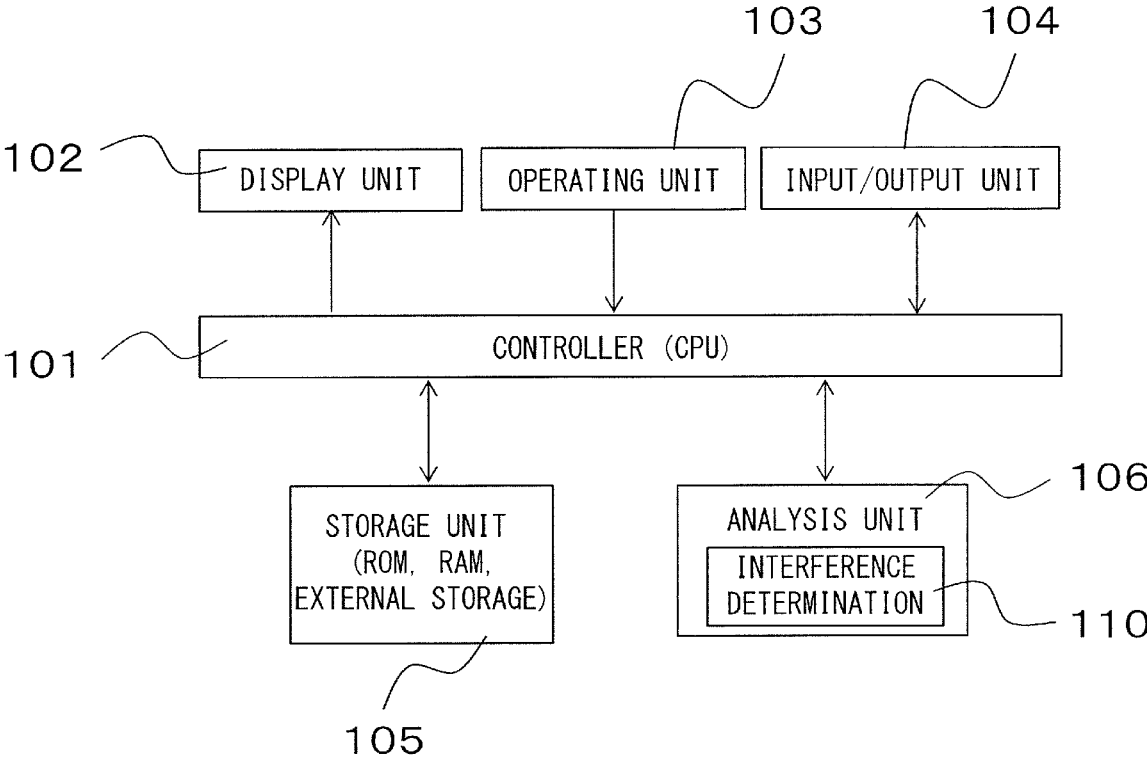 103
104
102
DISPLAY UNIT
OPERATING UNIT
INPUT/OUTPUT UNIT
101
CONTROLLER (CPU)
106
STORAGE UNIT
(ROM, RAM,
EXTERNAL STORAGE)
ANALYSIS UNIT
INTERFERENCE
DETERMINATION
110
105